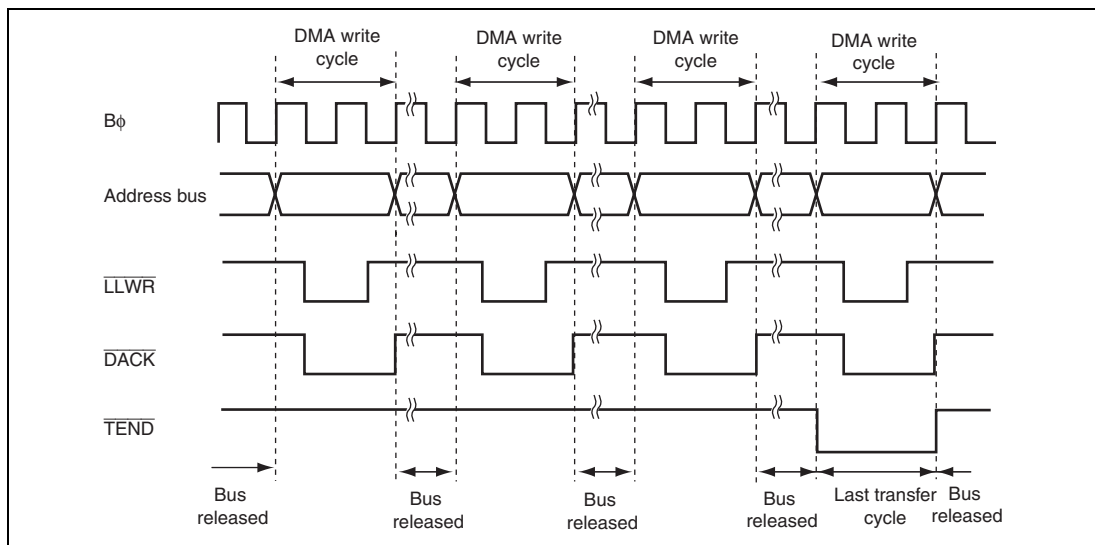 DMA write
cycle
DMA write
cycle
DMA write
cycle
DMA write
cycle
Bϕ
Address bus
LLWR
DACK
TEND
Bus
released
Bus
released
Bus
released
Bus
released
Last transfer
cycle
Bus
released